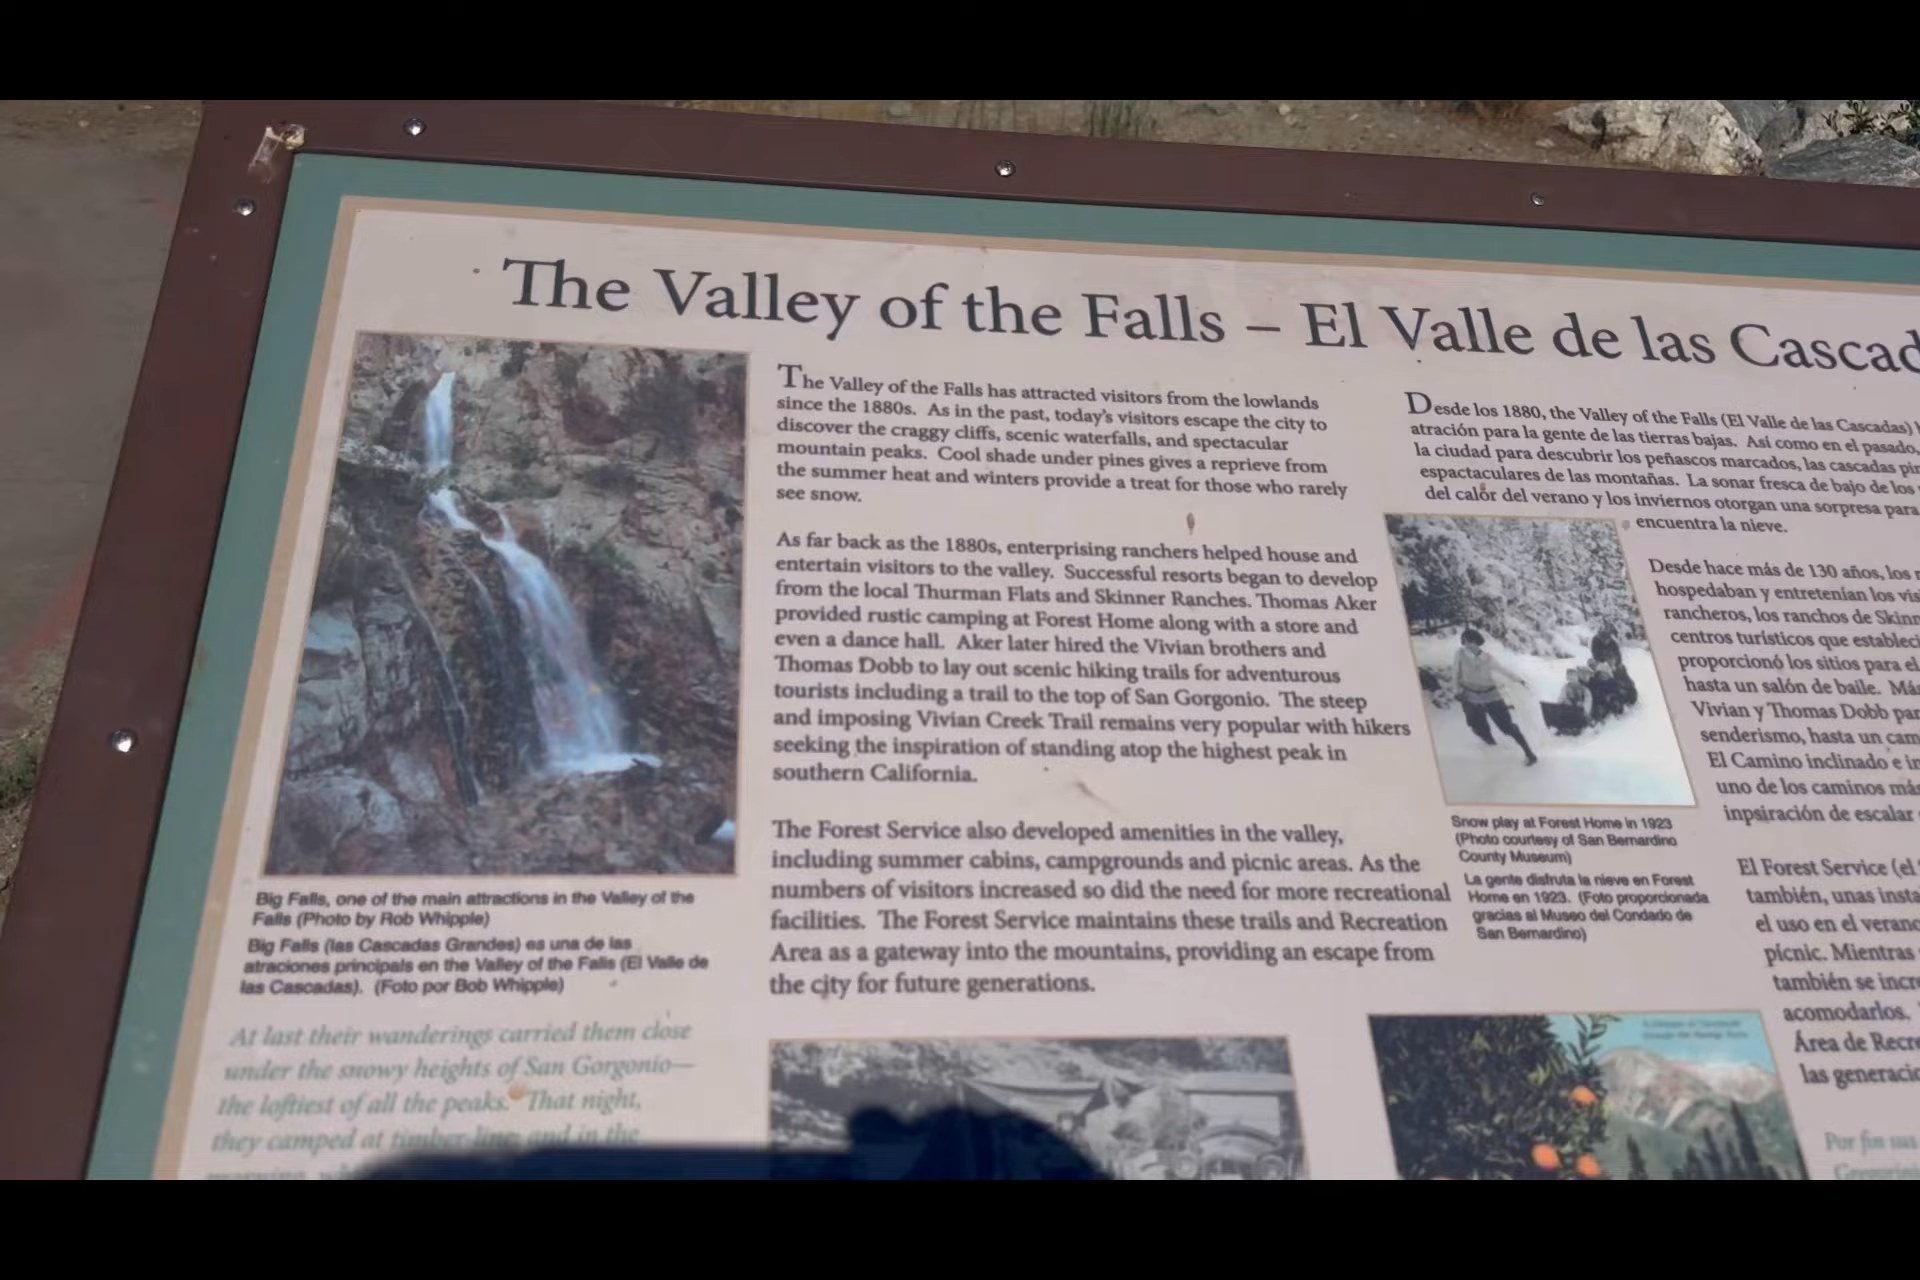 The Valley of the Falls – El Valle de las Cascad
The Valley of the Falls has attracted visitors from the lowlands
since the 1880s. As in the past, today's visitors escape the city to
discover the craggy cliffs, scenic waterfalls, and spectacular
mountain peaks. Cool shade under pines gives a reprieve from
the summer heat and winters provide a treat for those who rarely
see snow.
As far back as the 1880s, enterprising ranchers helped house and
entertain visitors to the valley. Successful resorts began to develop
from the local Thurman Flats and Skinner Ranches. Thomas Aker
provided rustic camping at Forest Home along with a store and
even a dance hall. Aker later hired the Vivian brothers and
Thomas Dobb to lay out scenic hiking trails for adventurous
tourists including a trail to the top of San Gorgonio. The steep
and imposing Vivian Creek Trail remains very popular with hikers
seeking the inspiration of standing atop the highest peak in
southern California.
The Forest Service also developed amenities in the valley,
including summer cabins, campgrounds and picnic areas. As the
numbers of visitors increased so did the need for more recreational
facilities. The Forest Service maintains these trails and Recreation
Area as a gateway into the mountains, providing an escape from
the city for future generations.
Big Falls, one of the main attractions in the Valley of the
Falls (Photo by Rob Whipple)
Big Falls (las Cascadas Grandes) es una de las
atraciones principals en the Valley of the Falls (El Valle de
las Cascadas). (Foto por Bob Whipple)
At last their wanderings carried them close
under the snowy heights of San Gorgonio—
the loftiest of all the peaks. That night,
they camped at timber-line and in the
Desde los 1880, the Valley of the Falls (El Valle de las Cascadas)
atración para la gente de las tierras bajas. Así como en el pasado,
la ciudad para descubrir los peñascos marcados, las cascadas pin
espactaculares de las montañas. La sonar fresca de bajo de los
del calór del verano y los inviernos otorgan una sorpresa para
encuentra la nieve.
Desde hace más de 130 años, los
hospedaban y entretenían los vis
rancheros, los ranchos de Skinn
centros turísticos que estableci
proporcionó los sitios para el
hasta un salón de baile. Más
Vivian y Thomas Dobb par
senderismo, hasta un cam
El Camino inclinado e in
uno de los caminos más
inpsiración de escalar
El Forest Service (el
también, unas insta
el uso en el verano
pícnic. Mientras
también se incre
acomodarlos.
Área de Recre
las generacio
Snow play at Forest Home in 1923
(Photo courtesy of San Bernardino
County Museum)
La gente disfruta la nieve en Forest
Home en 1923. (Foto proporcionada
gracias al Museo del Condado de
San Bernardino)
Por fin sus